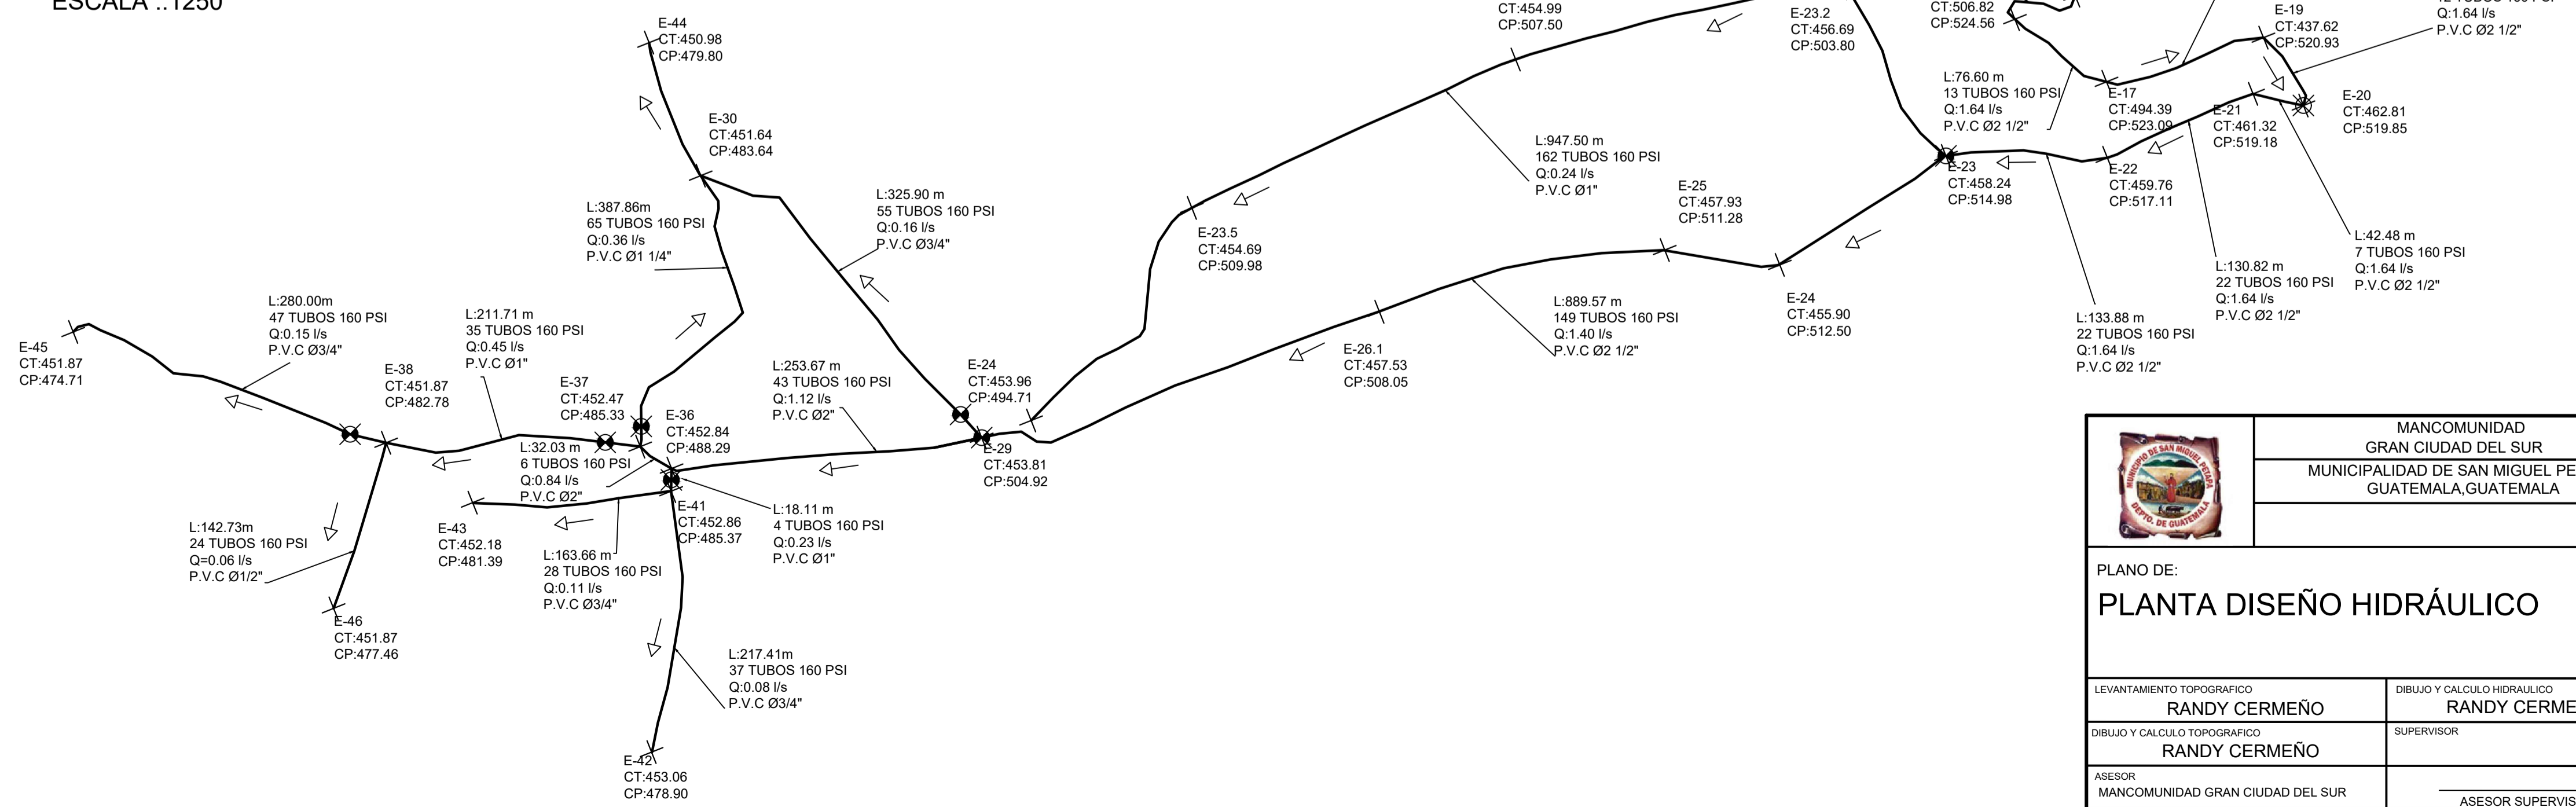 ESCALA :.1250
E-44
CT:450.98
CP:479.80
E-30
CT:451.64
CP:483.64
L:387.86m
65 TUBOS 160 PSI
Q:0.36 l/s
P.V.C Ø1 1/4"
L:325.90 m
55 TUBOS 160 PSI
Q:0.16 l/s
P.V.C Ø3/4"
L:280.00m
47 TUBOS 160 PSI
Q:0.15 l/s
P.V.C Ø3/4"
L:211.71 m
35 TUBOS 160 PSI
Q:0.45 l/s
P.V.C Ø1"
E-45
CT:451.87
CP:474.71
E-38
CT:451.87
CP:482.78
E-37
CT:452.47
CP:485.33
E-36
CT:452.84
CP:488.29
L:253.67 m
43 TUBOS 160 PSI
Q:1.12 l/s
P.V.C Ø2"
E-24
CT:453.96
CP:494.71
E-29
CT:453.81
CP:504.92
L:32.03 m
6 TUBOS 160 PSI
Q:0.84 l/s
P.V.C Ø2"
E-41
CT:452.86
CP:485.37
L:18.11 m
4 TUBOS 160 PSI
Q:0.23 l/s
P.V.C Ø1"
E-43
CT:452.18
CP:481.39
L:163.66 m
28 TUBOS 160 PSI
Q:0.11 l/s
P.V.C Ø3/4"
L:142.73m
24 TUBOS 160 PSI
Q=0.06 l/s
P.V.C Ø1/2"
E-46
CT:451.87
CP:477.46
L:217.41m
37 TUBOS 160 PSI
Q:0.08 l/s
P.V.C Ø3/4"
E-42
CT:453.06
CP:478.90
CT:454.99
CP:507.50
E-23.2
CT:456.69
CP:503.80
CT:506.82
CP:524.56
E-19
CT:437.62
CP:520.93
Q:1.64 l/s
P.V.C Ø2 1/2"
L:76.60 m
13 TUBOS 160 PSI
Q:1.64 l/s
P.V.C Ø2 1/2"
E-17
CT:494.39
CP:523.09
E-21
CT:461.32
CP:519.18
E-20
CT:462.81
CP:519.85
L:947.50 m
162 TUBOS 160 PSI
Q:0.24 l/s
P.V.C Ø1"
E-25
CT:457.93
CP:511.28
E-23
CT:458.24
CP:514.98
E-22
CT:459.76
CP:517.11
E-23.5
CT:454.69
CP:509.98
L:42.48 m
7 TUBOS 160 PSI
Q:1.64 l/s
P.V.C Ø2 1/2"
L:130.82 m
22 TUBOS 160 PSI
Q:1.64 l/s
P.V.C Ø2 1/2"
L:133.88 m
22 TUBOS 160 PSI
Q:1.64 l/s
P.V.C Ø2 1/2"
E-24
CT:455.90
CP:512.50
L:889.57 m
149 TUBOS 160 PSI
Q:1.40 l/s
P.V.C Ø2 1/2"
E-26.1
CT:457.53
CP:508.05
MUNICIPIO DE SAN MIGUEL PETAPA
DEPTO. DE GUATEMALA
MANCOMUNIDAD
GRAN CIUDAD DEL SUR
MUNICIPALIDAD DE SAN MIGUEL PE
GUATEMALA,GUATEMALA
PLANO DE:
PLANTA DISEÑO HIDRÁULICO
LEVANTAMIENTO TOPOGRAFICO
RANDY CERMEÑO
DIBUJO Y CALCULO HIDRAULICO
RANDY CERME
DIBUJO Y CALCULO TOPOGRAFICO
RANDY CERMEÑO
SUPERVISOR
ASESOR
MANCOMUNIDAD GRAN CIUDAD DEL SUR
ASESOR SUPERVIS